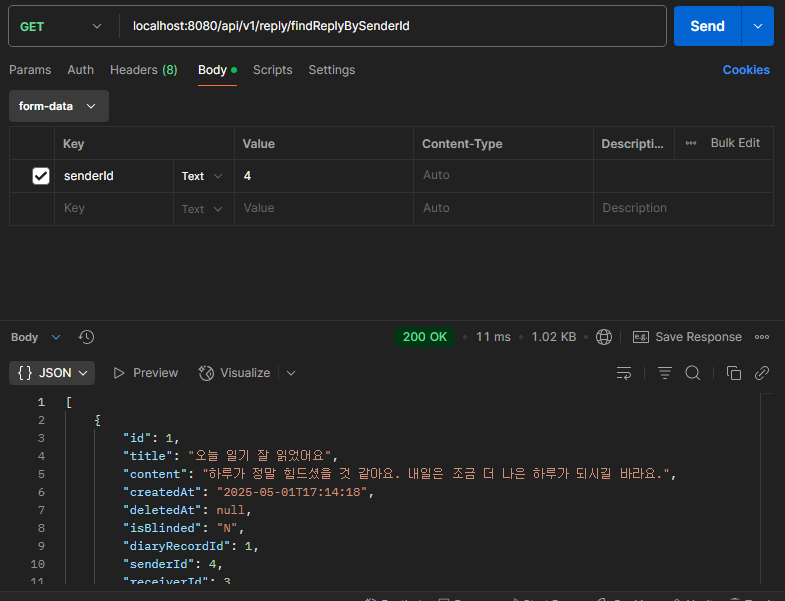 GET localhost:8080/api/v1/reply/findReplyBySenderId Send
Params Auth Headers (8) Body Scripts Settings Cookies
form-data
Key Value Content-Type Descripti... Bulk Edit
senderId Text 4 Auto
Key Text Value Auto Description
Body 200 OK 11 ms 1.02 KB e.g. Save Response
{} JSON Preview Visualize
1 [
2 {
3 "id": 1,
4 "title": "오늘 일기 잘 읽었어요",
5 "content": "하루가 정말 힘드셨을 것 같아요. 내일은 조금 더 나은 하루가 되시길 바라요.",
6 "createdAt": "2025-05-01T17:14:18",
7 "deletedAt": null,
8 "isBlinded": "N",
9 "diaryRecordId": 1,
10 "senderId": 4,
11 "receiverId": 3